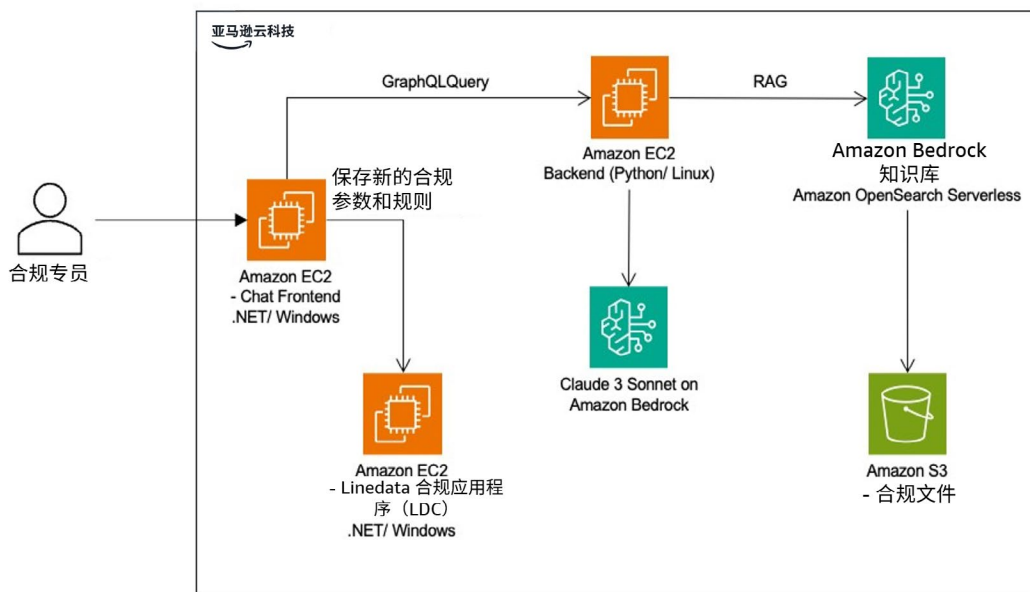 亚马逊云科技
GraphQLQuery
RAG
Amazon EC2
Backend (Python/ Linux)
Amazon Bedrock
知识库
Amazon OpenSearch Serverless
保存新的合规
参数和规则
合规专员
Amazon EC2
- Chat Frontend
.NET/ Windows
Claude 3 Sonnet on
Amazon Bedrock
Amazon EC2
- Linedata 合规应用程
序（LDC）
.NET/ Windows
Amazon S3
- 合规文件